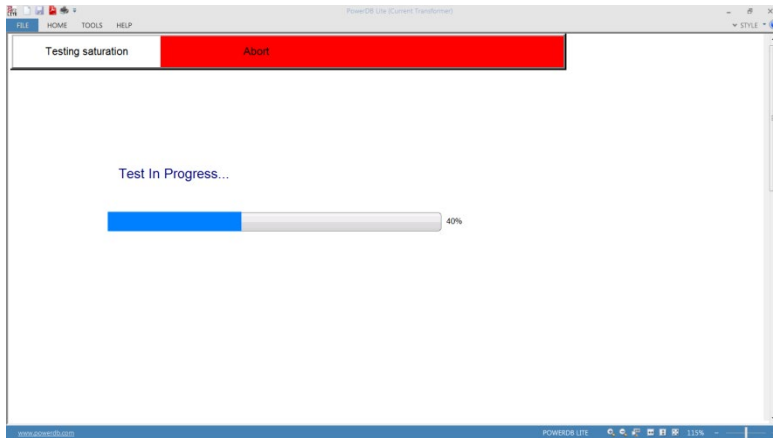 PowerDB Lite (Current Transformer)
FILE HOME TOOLS HELP
STYLE
Testing saturation Abort
Test In Progress...
40%
www.powerdb.com
POWERDB LITE 115%